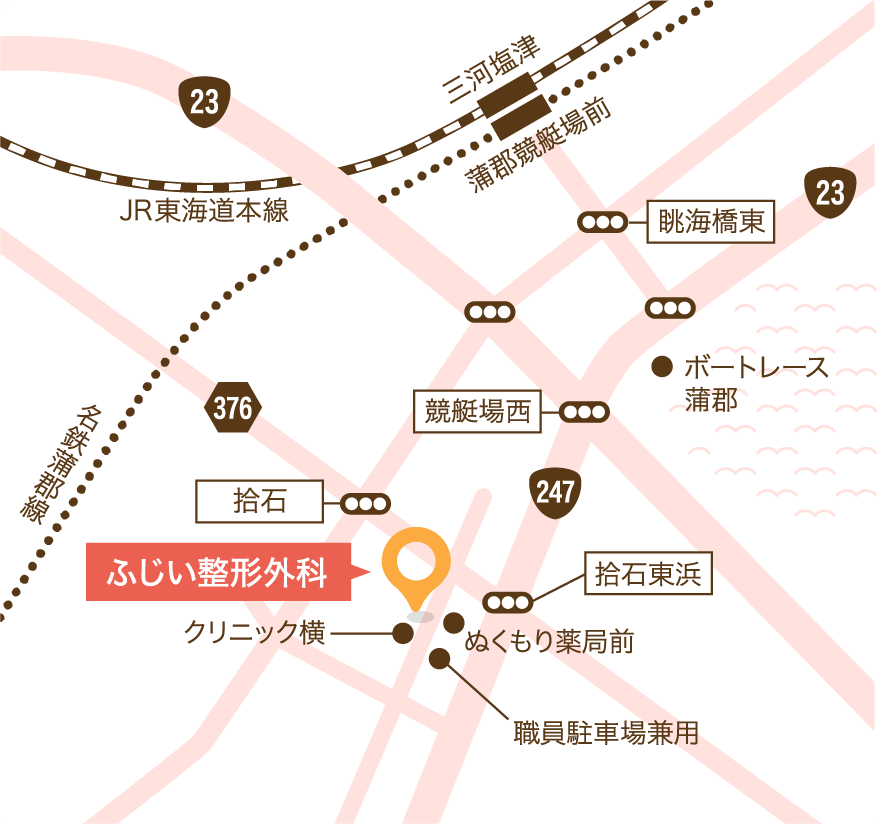 三河塩津
23
蒲郡競艇場前
23
JR東海道本線
眺海橋東
ボートレース
蒲郡
376
競艇場西
名鉄蒲郡線
247
拾石
ふじい整形外科
拾石東浜
クリニック横
ぬくもり薬局前
職員駐車場兼用